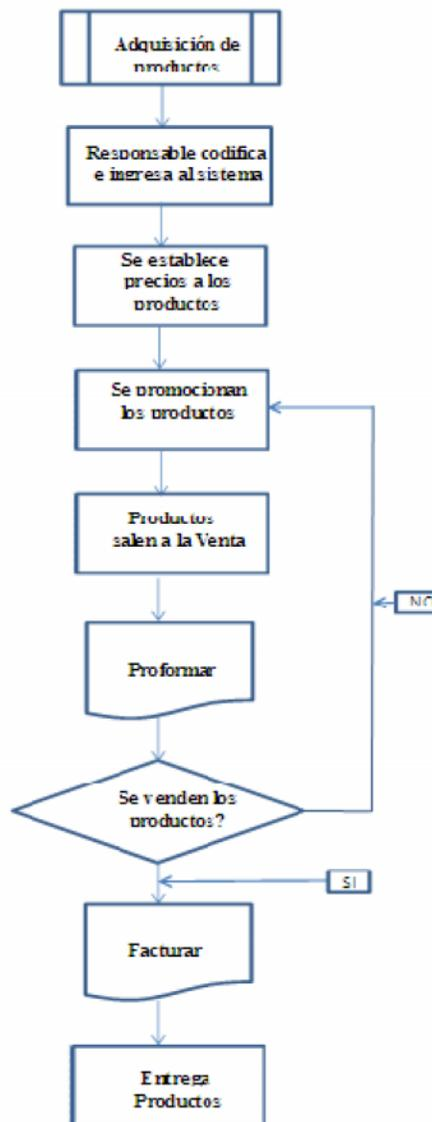 Adquisición de
productos
Responsable codifica
e ingresa al sistema
Se establece
precios a los
productos
Se promocionan
los productos
Productos
salen a la Venta
NO
Proformar
Se venden los
productos?
SI
Facturar
Entrega
Productos